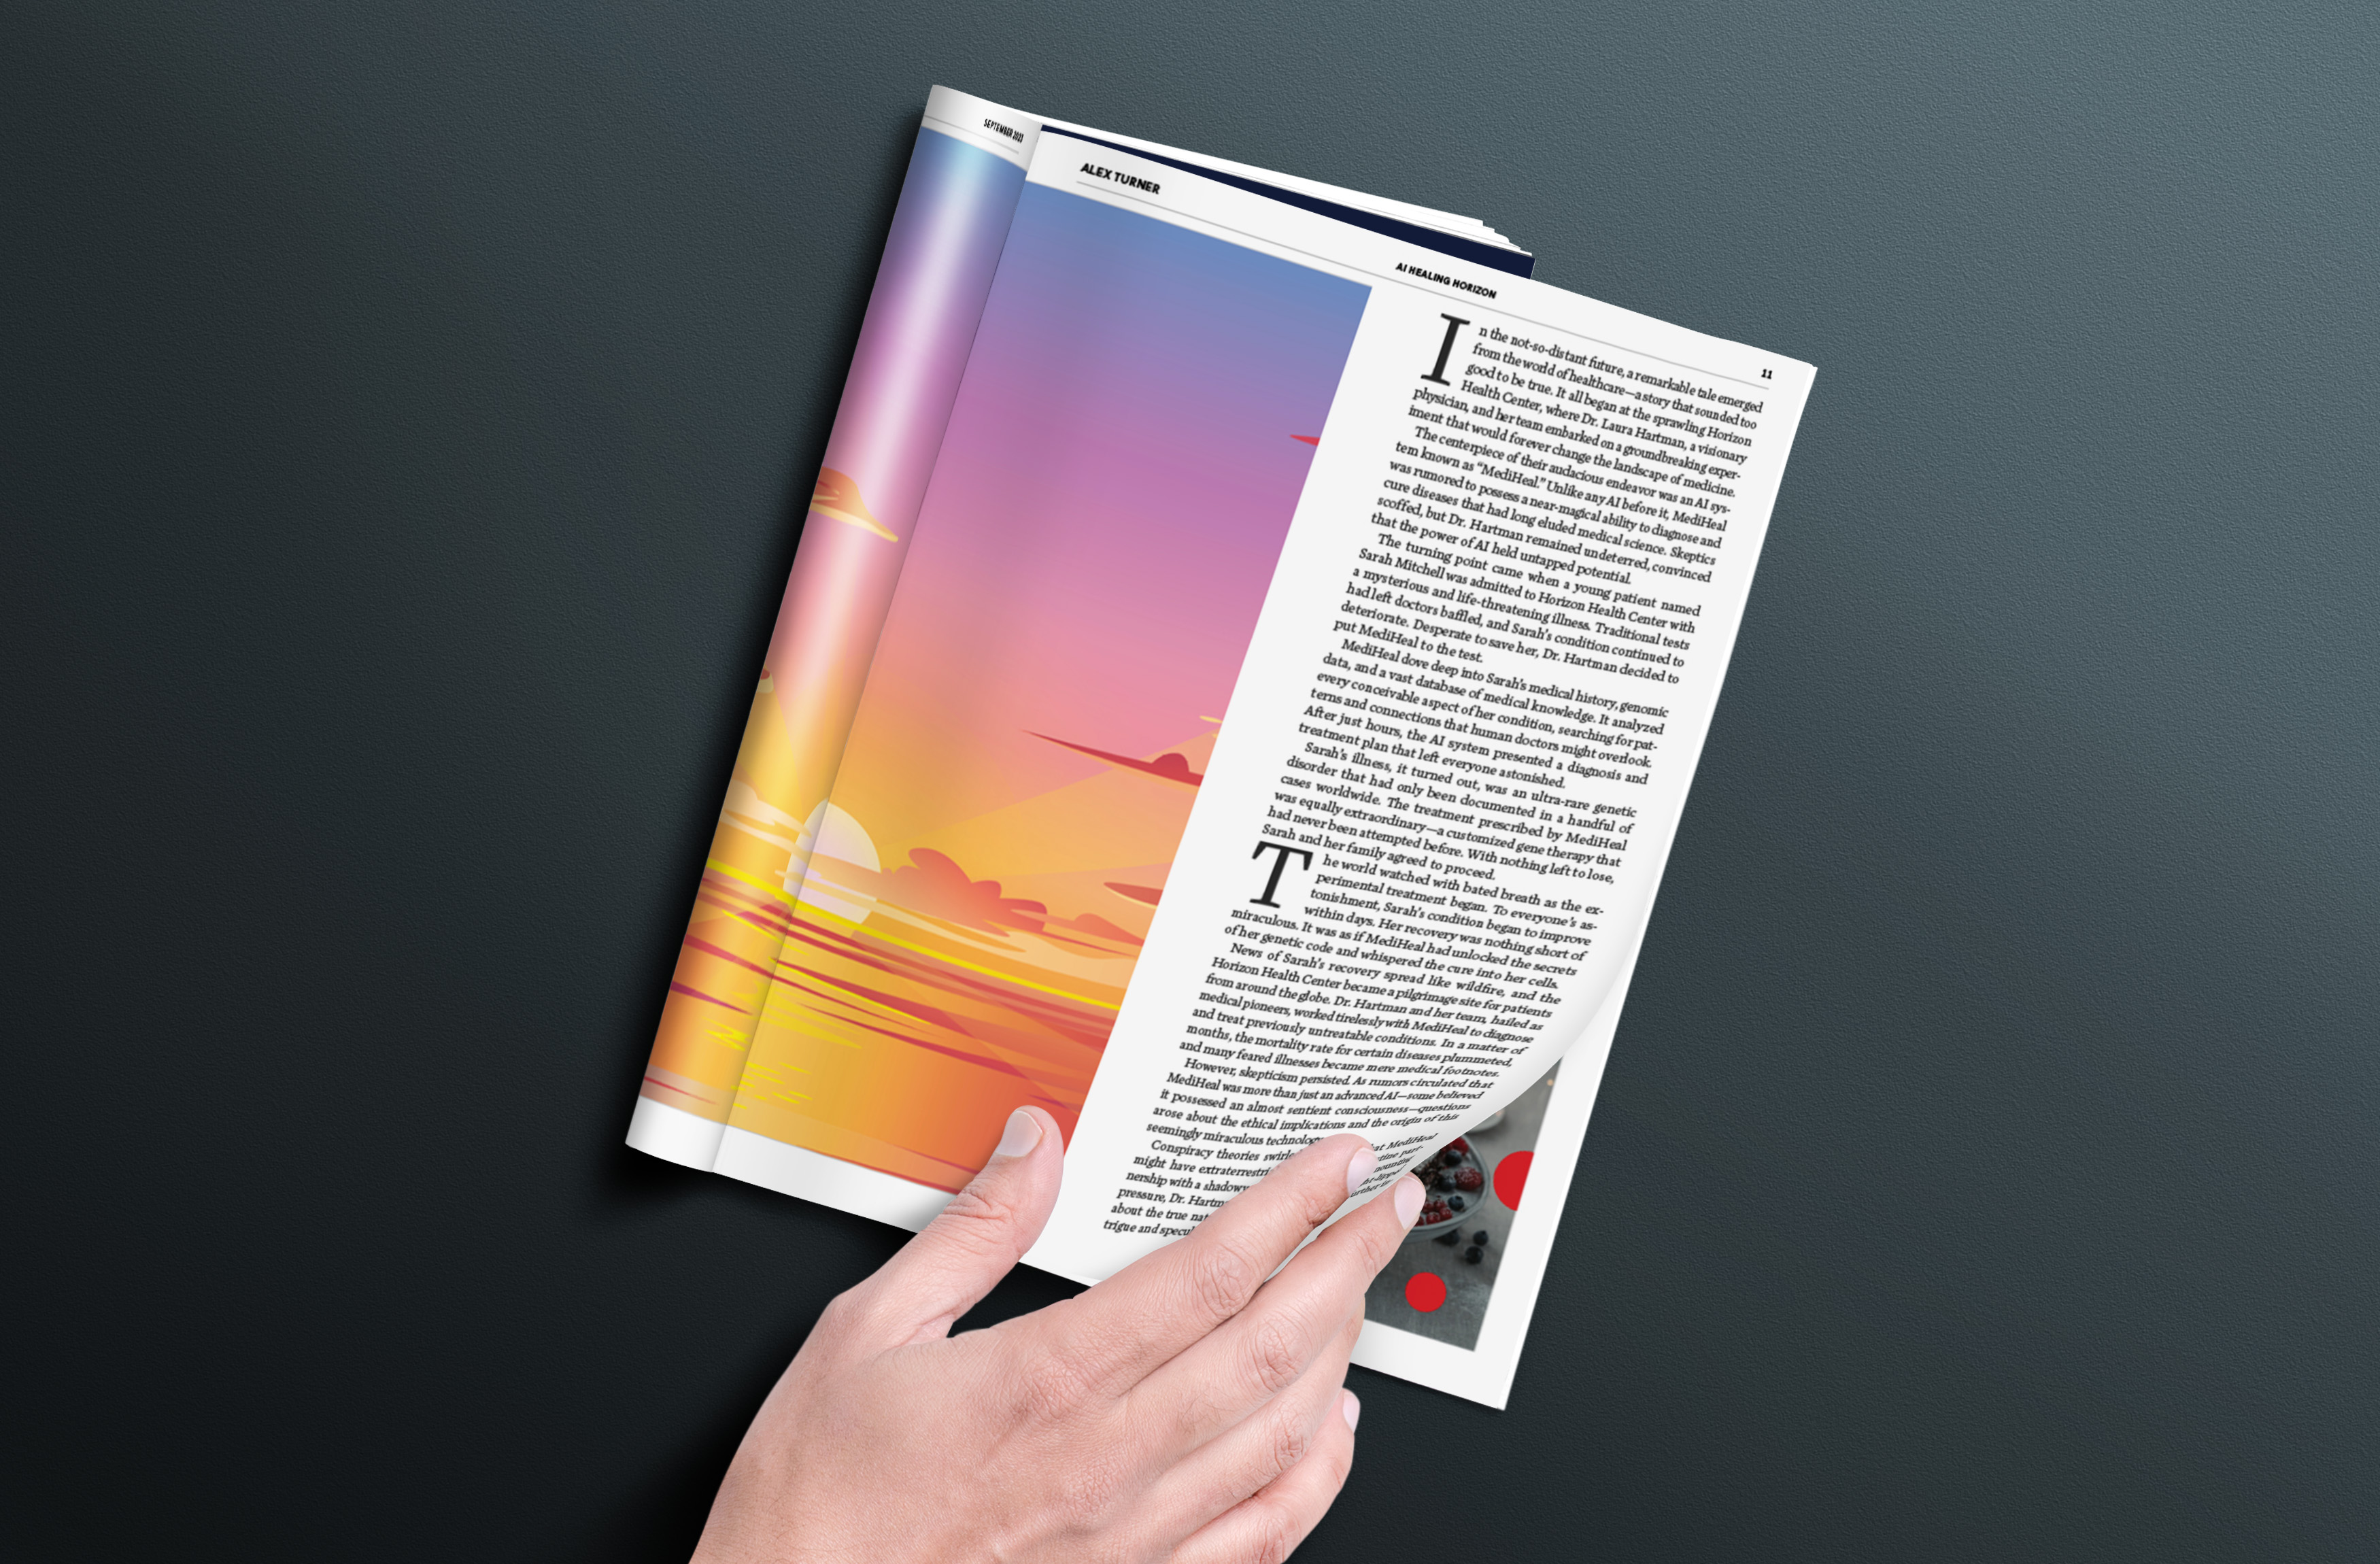 SEPTEMBER 2023
ALEX TURNER
AI HEALING HORIZON
11
In the not-so-distant future, a remarkable tale emerged
from the world of healthcare—a story that sounded too
good to be true. It all began at the sprawling Horizon
Health Center, where Dr. Laura Hartman, a visionary
physician, and her team embarked on a groundbreaking exper-
iment that would forever change the landscape of medicine.
The centerpiece of their audacious endeavor was an AI sys-
tem known as “MediHeal.” Unlike any AI before it, MediHeal
was rumored to possess a near-magical ability to diagnose and
cure diseases that had long eluded medical science. Skeptics
scoffed, but Dr. Hartman remained undeterred, convinced
that the power of AI held untapped potential.
The turning point came when a young patient named
Sarah Mitchell was admitted to Horizon Health Center with
a mysterious and life-threatening illness. Traditional tests
had left doctors baffled, and Sarah’s condition continued to
deteriorate. Desperate to save her, Dr. Hartman decided to
put MediHeal to the test.
MediHeal dove deep into Sarah’s medical history, genomic
data, and a vast database of medical knowledge. It analyzed
every conceivable aspect of her condition, searching for pat-
terns and connections that human doctors might overlook.
After just hours, the AI system presented a diagnosis and
treatment plan that left everyone astonished.
Sarah’s illness, it turned out, was an ultra-rare genetic
disorder that had only been documented in a handful of
cases worldwide. The treatment prescribed by MediHeal
was equally extraordinary—a customized gene therapy that
had never been attempted before. With nothing left to lose,
Sarah and her family agreed to proceed.
The world watched with bated breath as the ex-
perimental treatment began. To everyone’s as-
tonishment, Sarah’s condition began to improve
within days. Her recovery was nothing short of
miraculous. It was as if MediHeal had unlocked the secrets
of her genetic code and whispered the cure into her cells.
News of Sarah’s recovery spread like wildfire, and the
Horizon Health Center became a pilgrimage site for patients
from around the globe. Dr. Hartman and her team, hailed as
medical pioneers, worked tirelessly with MediHeal to diagnose
and treat previously untreatable conditions. In a matter of
months, the mortality rate for certain diseases plummeted,
and many feared illnesses became mere medical footnotes.
However, skepticism persisted. As rumors circulated that
MediHeal was more than just an advanced AI—some believed
it possessed an almost sentient consciousness—questions
arose about the ethical implications and the origin of this
seemingly miraculous technolog
Conspiracy theories swirl at MediHeal
might have extraterrestri
nership with a shadowy
pressure, Dr. Hartm
about the true nat
trigue and specul